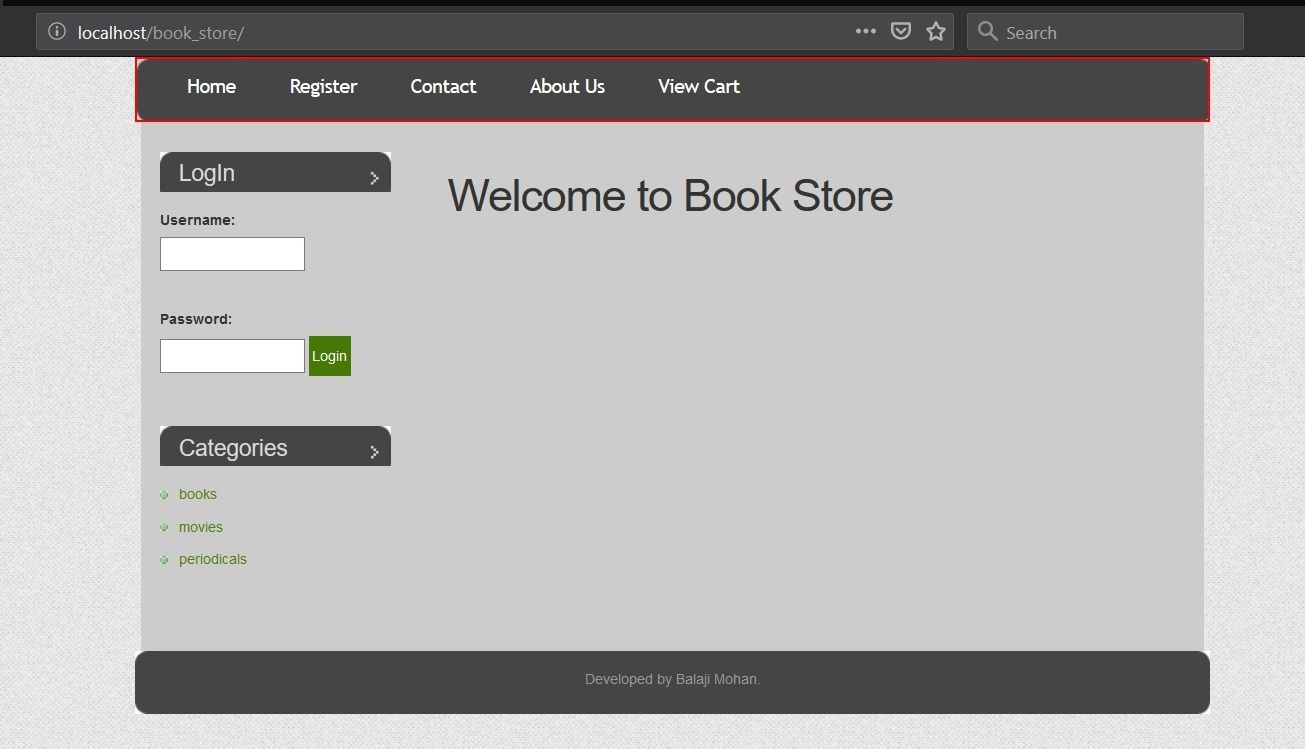 localhost/book_store/
Search
Home Register Contact About Us View Cart
LogIn
Username:
Password:
Login
Categories
books
movies
periodicals
Welcome to Book Store
Developed by Balaji Mohan.